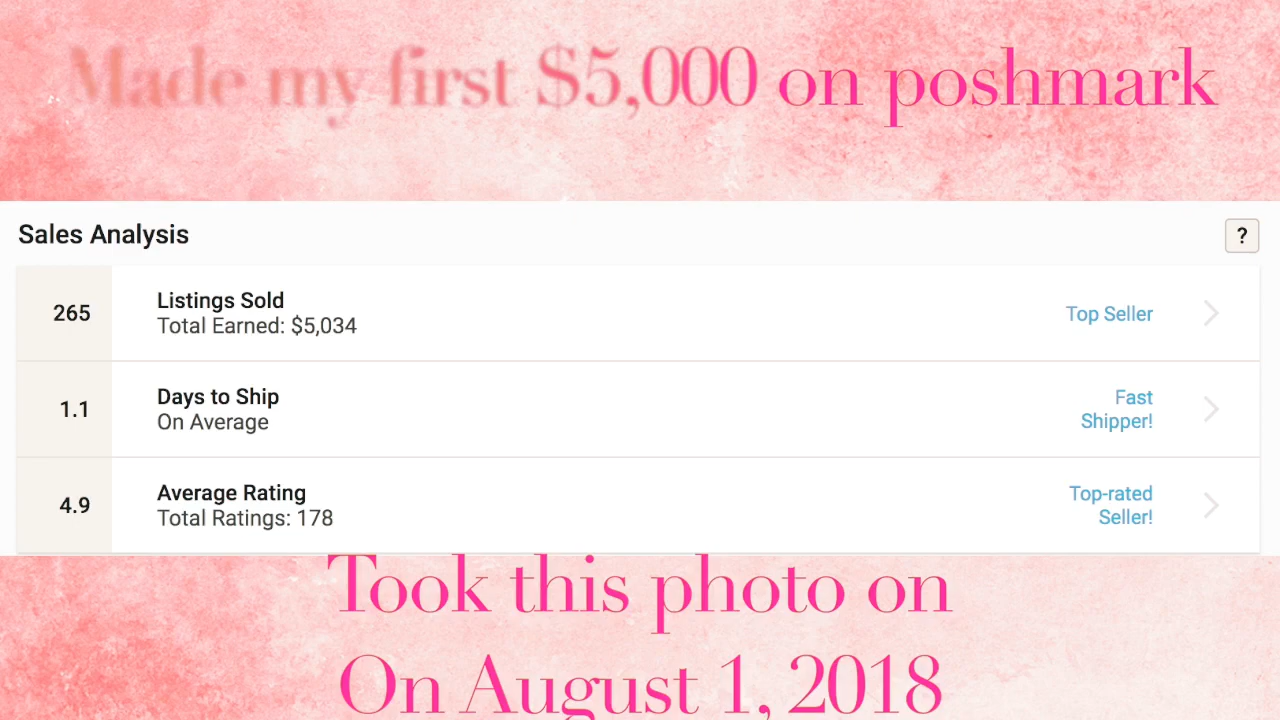 Made my first $5,000 on poshmark
Sales Analysis
?
265
Listings Sold
Total Earned: $5,034
Top Seller
1.1
Days to Ship
On Average
Fast
Shipper!
4.9
Average Rating
Total Ratings: 178
Top-rated
Seller!
Took this photo on
On August 1, 2018